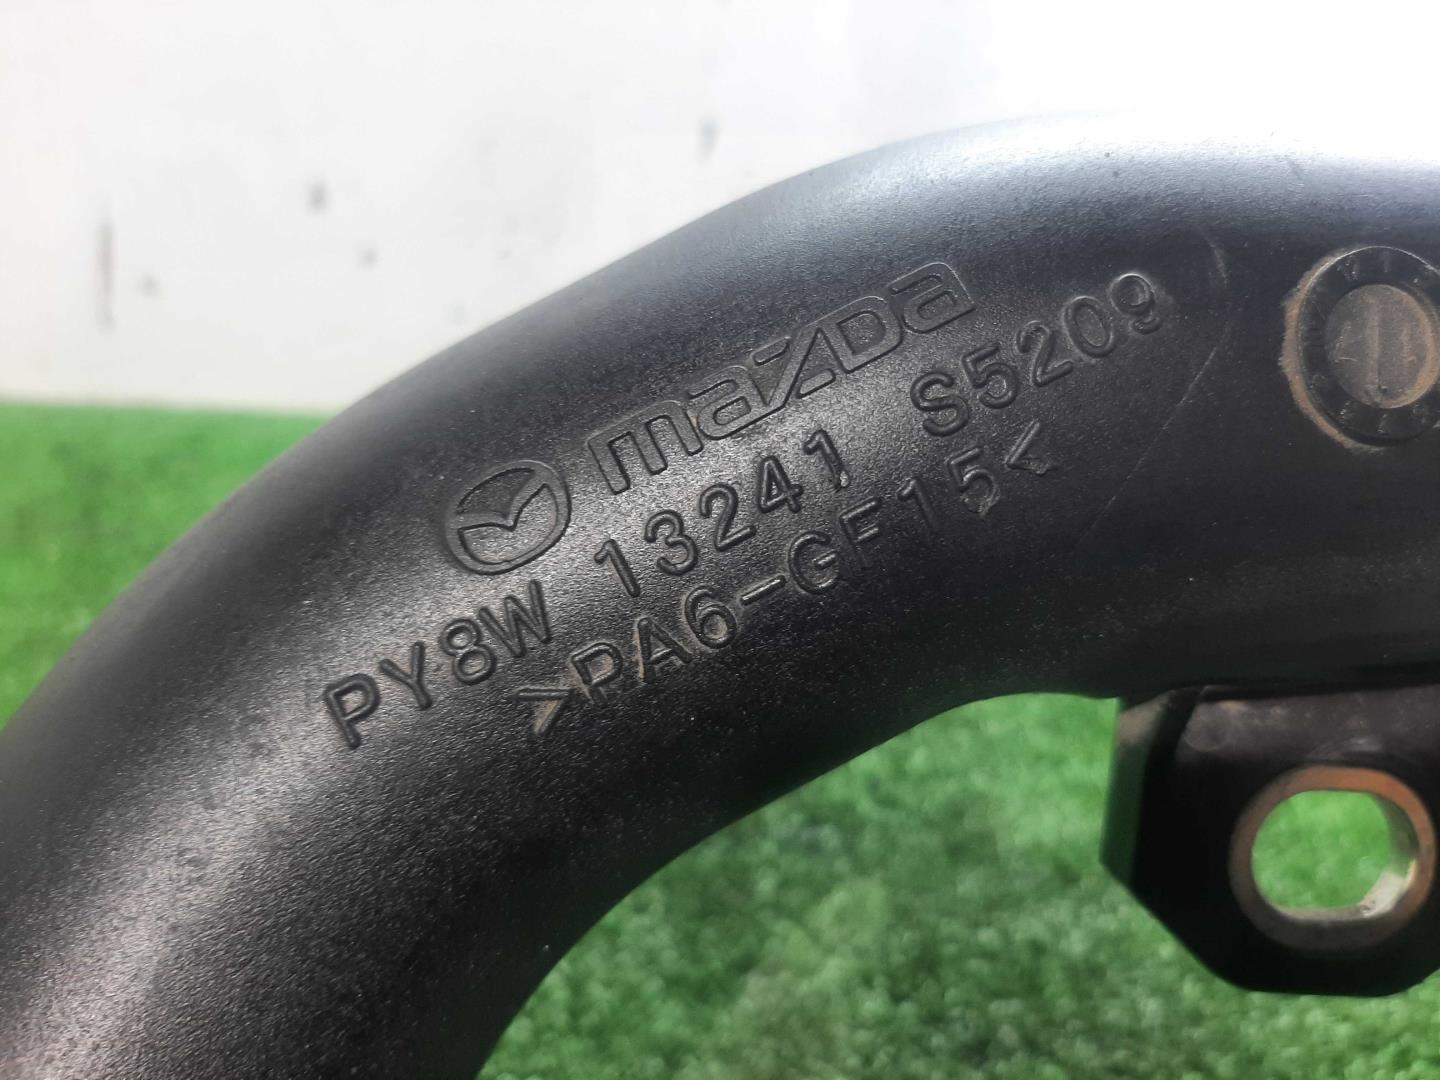 mazda
PY8W 13241 S5209
>PA6-GF15<